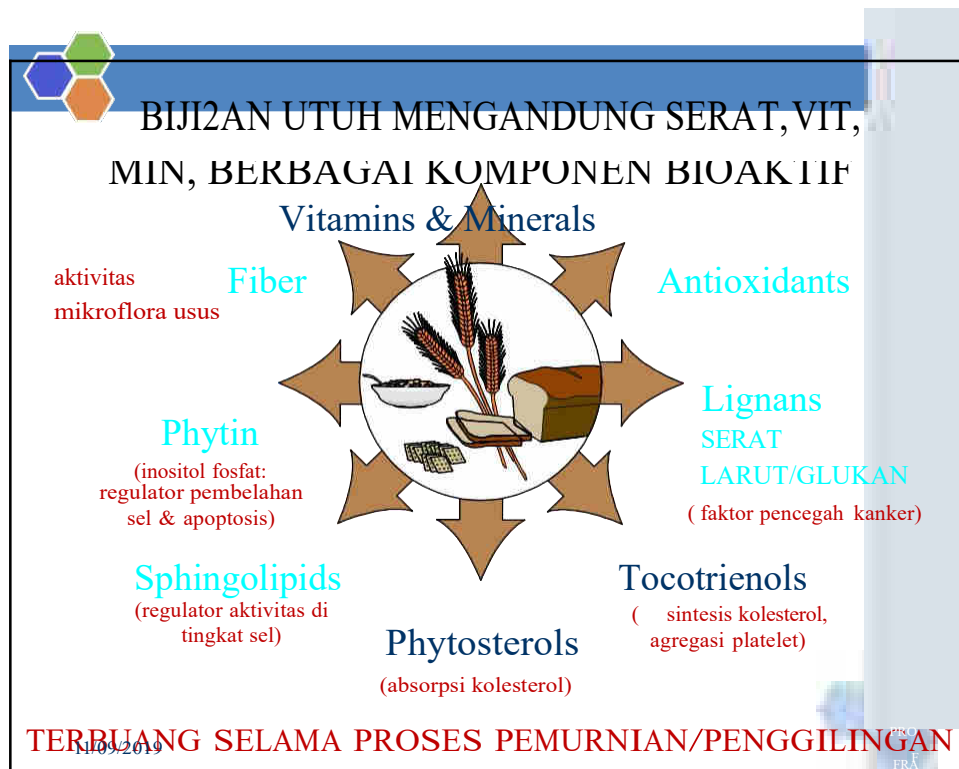 BIJI2AN UTUH MENGANDUNG SERAT, VIT,
MIN, BERBAGAI KOMPONEN BIOAKTIF
Vitamins & Minerals
aktivitas
mikroflora usus
Fiber
Antioxidants
Lignans
SERAT
LARUT/GLUKAN
( faktor pencegah kanker)
Phytin
(inositol fosfat:
regulator pembelahan
sel & apoptosis)
Sphingolipids
(regulator aktivitas di
tingkat sel)
Tocotrienols
( sintesis kolesterol,
agregasi platelet)
Phytosterols
(absorpsi kolesterol)
TERBUANG SELAMA PROSES PEMURNIAN/PENGGILINGAN
11/09/2019
PRO
F
FRA